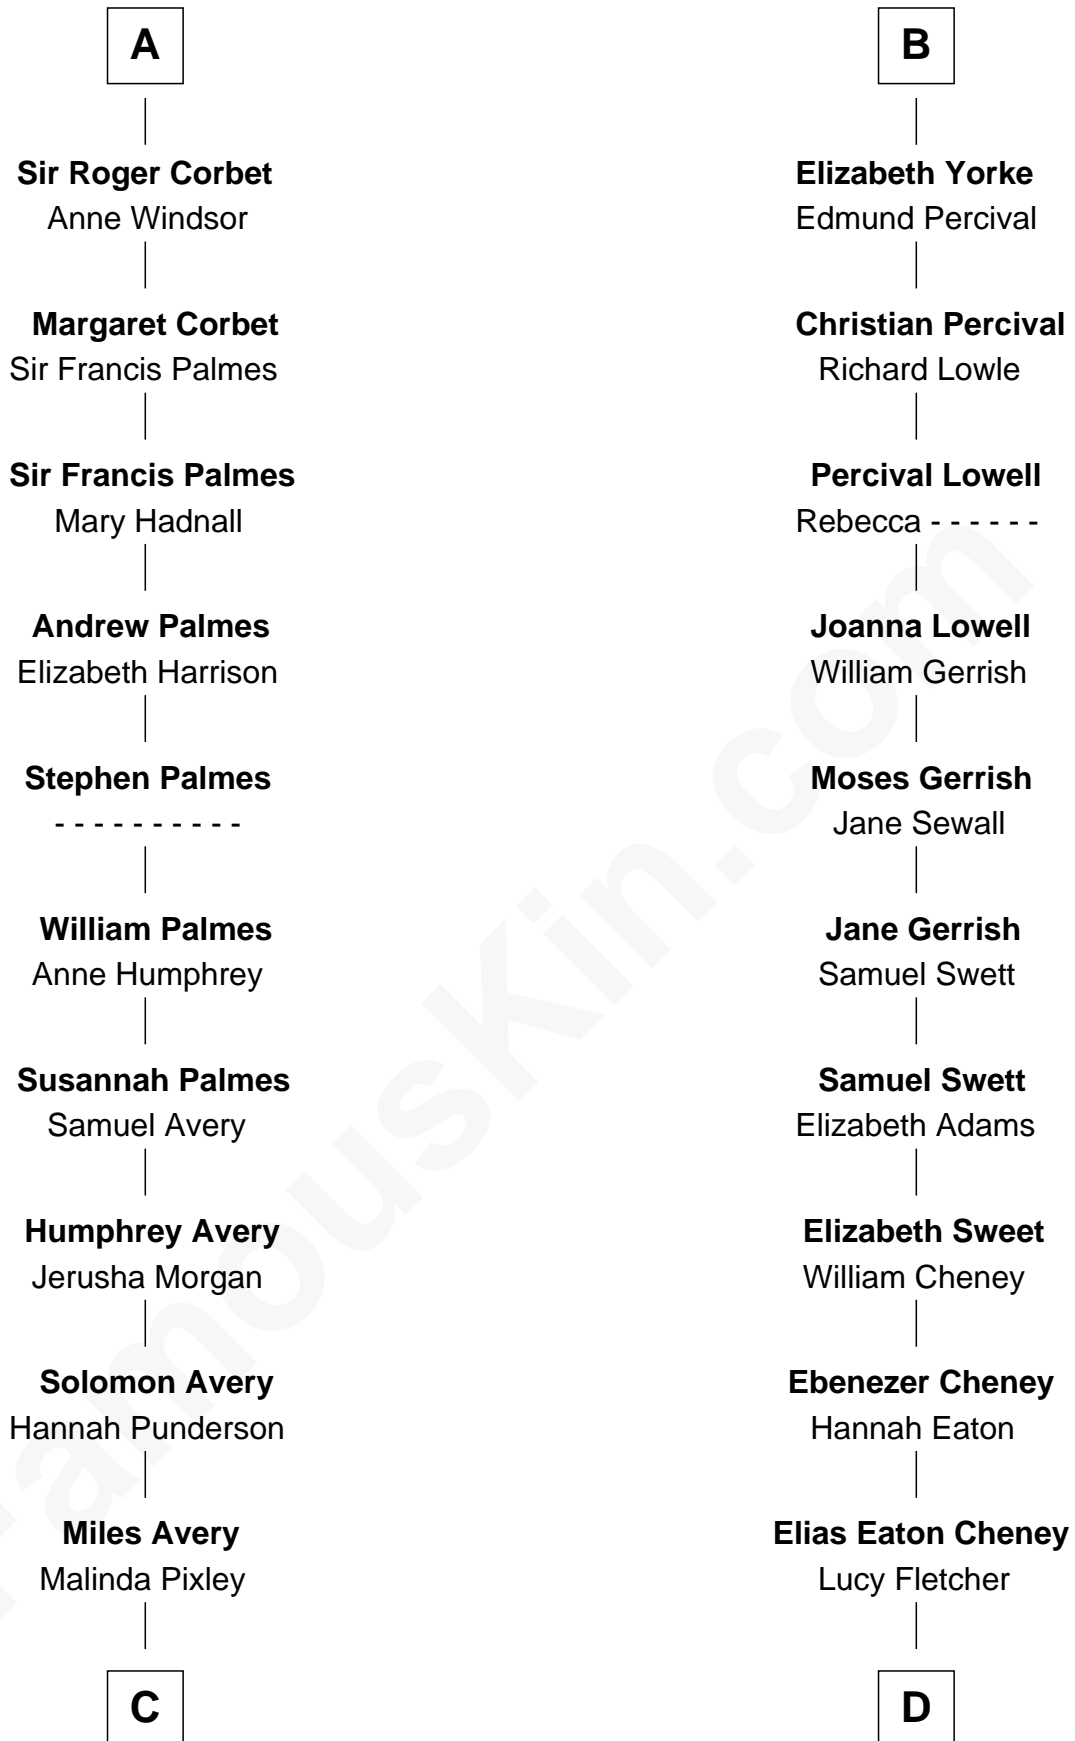 A
Sir Roger Corbet
Anne Windsor
Margaret Corbet
Sir Francis Palmes
Sir Francis Palmes
Mary Hadnall
Andrew Palmes
Elizabeth Harrison
Stephen Palmes
- - - - - - - - - -
William Palmes
Anne Humphrey
Susannah Palmes
Samuel Avery
Humphrey Avery
Jerusha Morgan
Solomon Avery
Hannah Punderson
Miles Avery
Malinda Pixley
C
B
Elizabeth Yorke
Edmund Percival
Christian Percival
Richard Lowle
Percival Lowell
Rebecca - - - - - -
Joanna Lowell
William Gerrish
Moses Gerrish
Jane Sewall
Jane Gerrish
Samuel Swett
Samuel Swett
Elizabeth Adams
Elizabeth Sweet
William Cheney
Ebenezer Cheney
Hannah Eaton
Elias Eaton Cheney
Lucy Fletcher
D
FamousKin.com